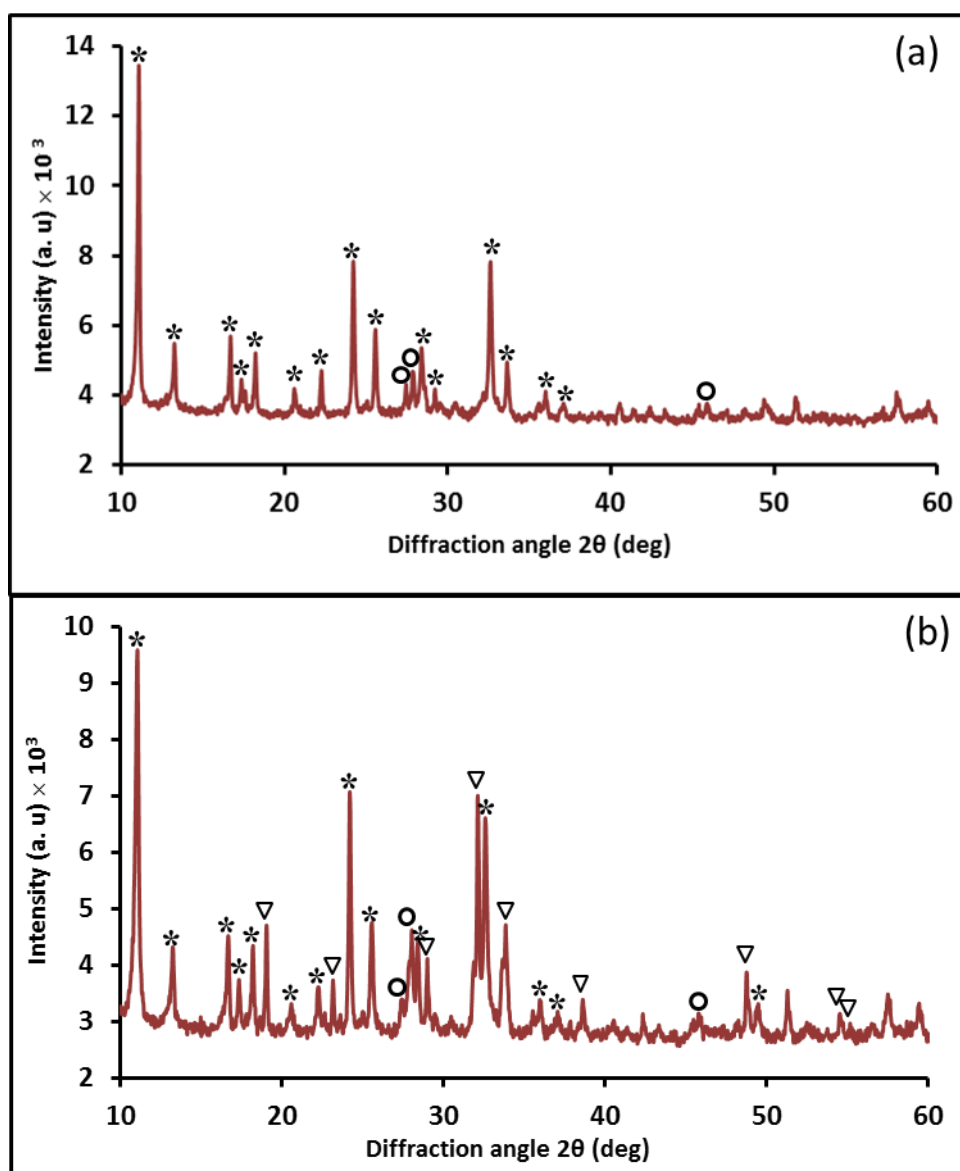 (a)
Intensity (a. u) × 10⁻³
14
12
10
8
6
4
2
10 20 30 40 50 60
Diffraction angle 2θ (deg)
(b)
Intensity (a. u) × 10³
10
9
8
7
6
5
4
3
2
10 20 30 40 50 60
Diffraction angle 2θ (deg)